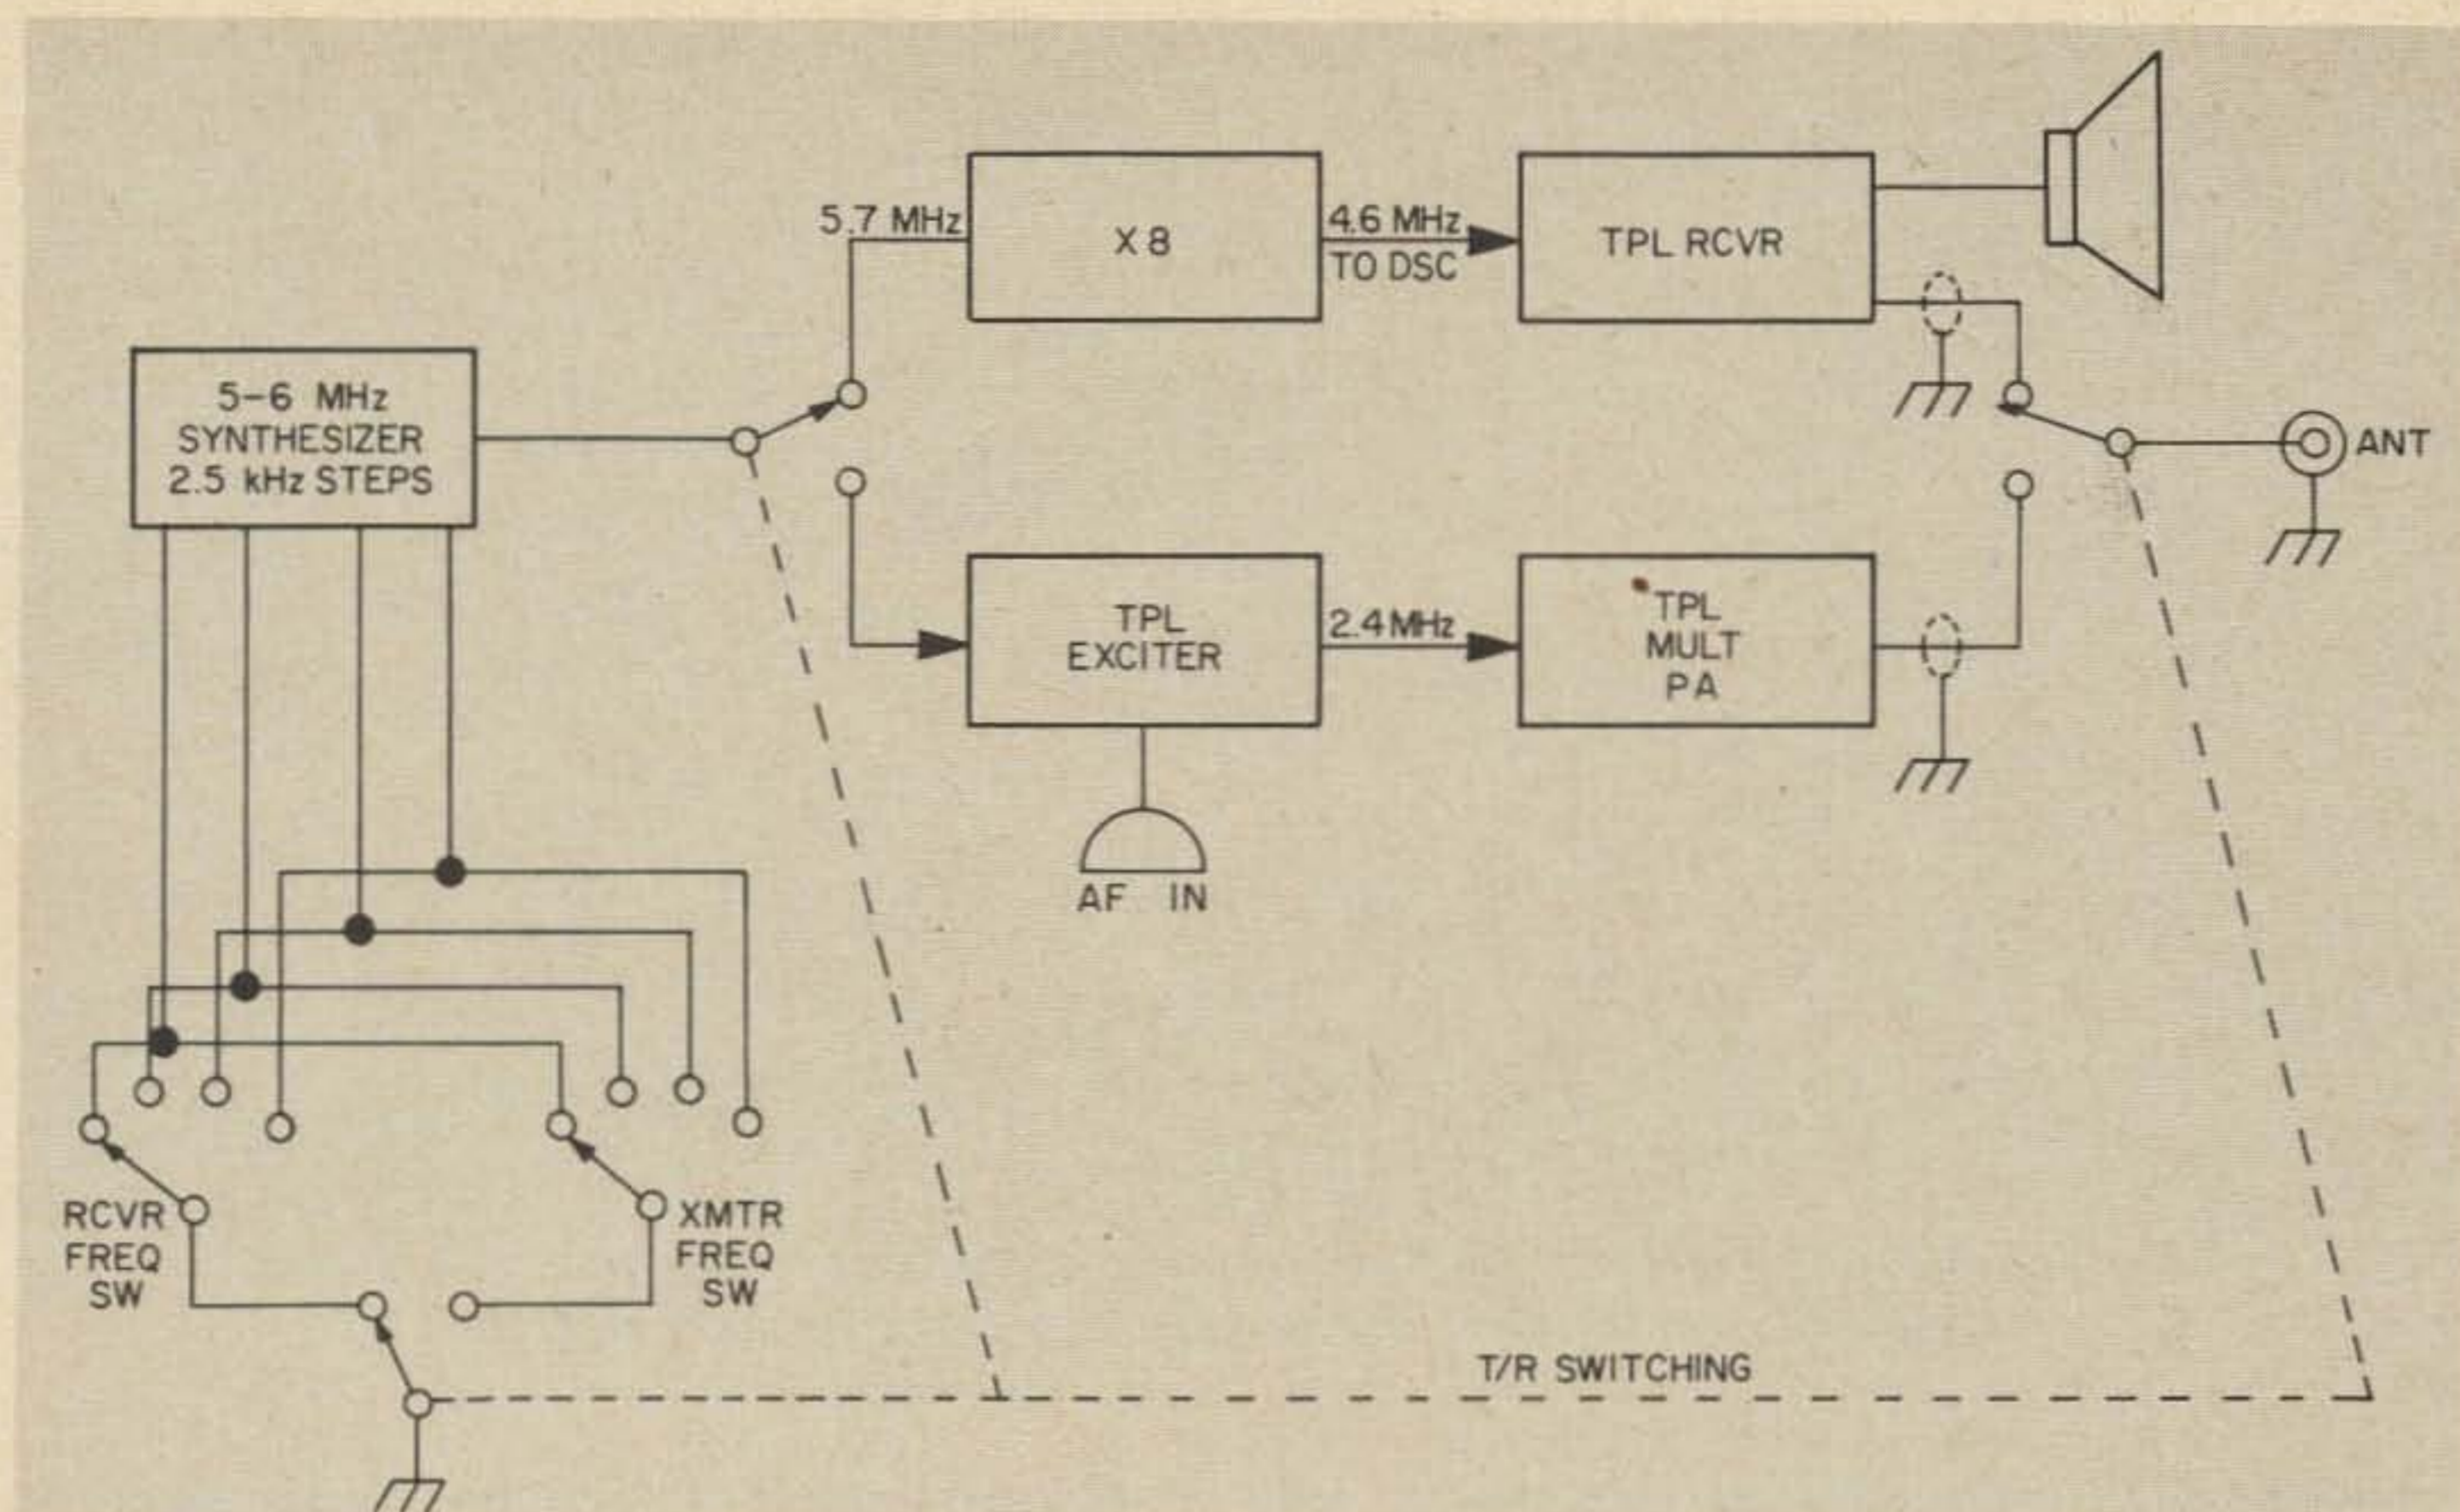 5.7 MHz
X 8
4.6 MHz
TO DSC
TPL RCVR
5-6 MHz
SYNTHESIZER
2.5 kHz STEPS
ANT
TPL
EXCITER
2.4 MHz
TPL
MULT
PA
AF IN
RCVR
FREQ
SW
XMTR
FREQ
SW
T/R SWITCHING